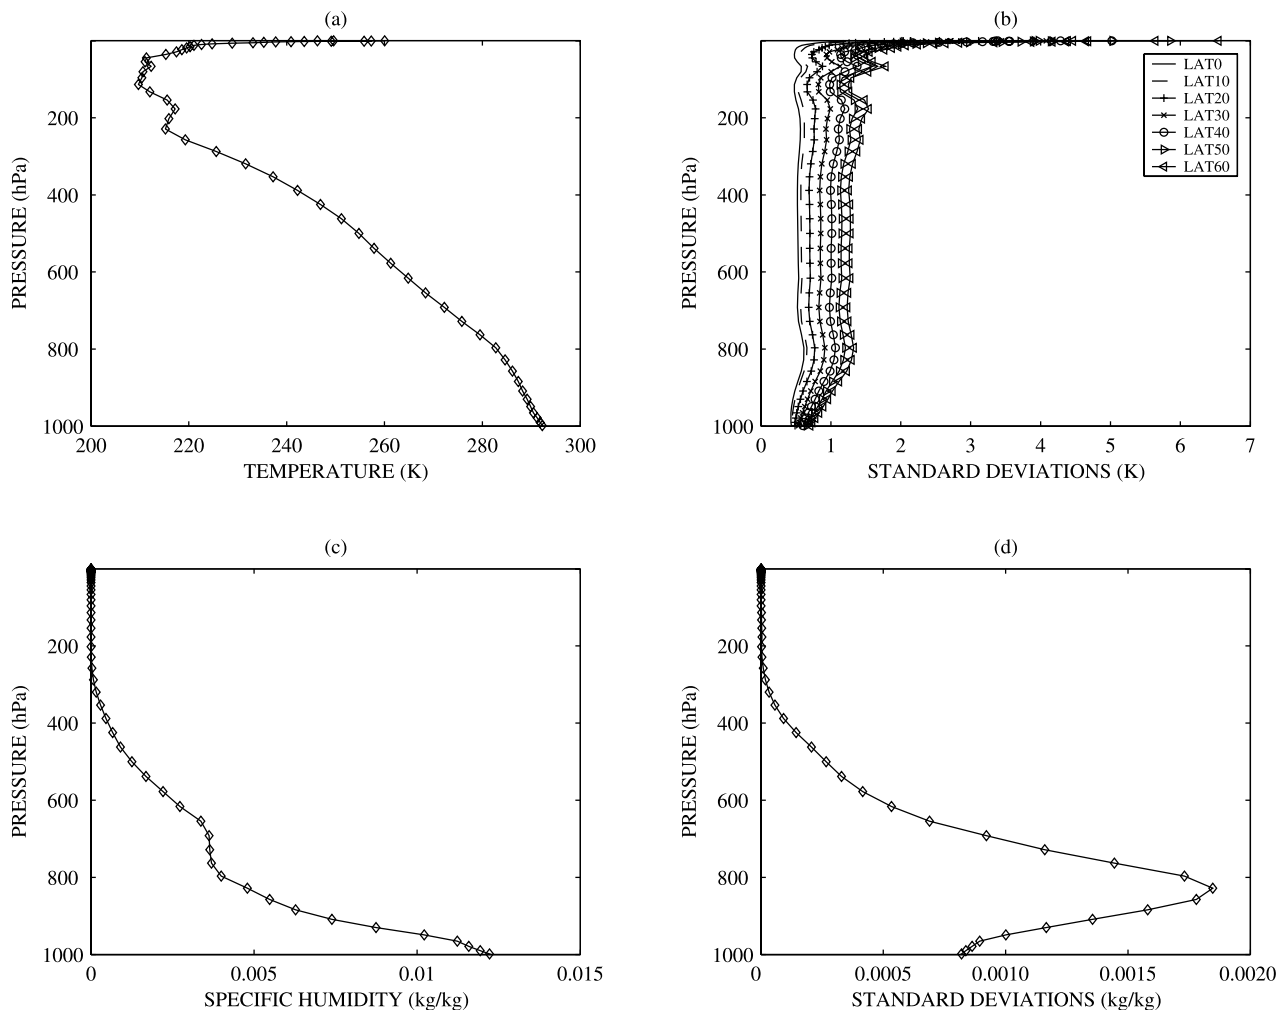 (a)
200
400
600
800
1000
PRESSURE (hPa)
200 220 240 260 280 300
TEMPERATURE (K)
(b)
LAT0
LAT10
LAT20
LAT30
LAT40
LAT50
LAT60
200
400
600
800
1000
PRESSURE (hPa)
0 1 2 3 4 5 6 7
STANDARD DEVIATIONS (K)
(c)
200
400
600
800
1000
PRESSURE (hPa)
0 0.005 0.01 0.015
SPECIFIC HUMIDITY (kg/kg)
(d)
200
400
600
800
1000
PRESSURE (hPa)
0 0.0005 0.0010 0.0015 0.0020
STANDARD DEVIATIONS (kg/kg)